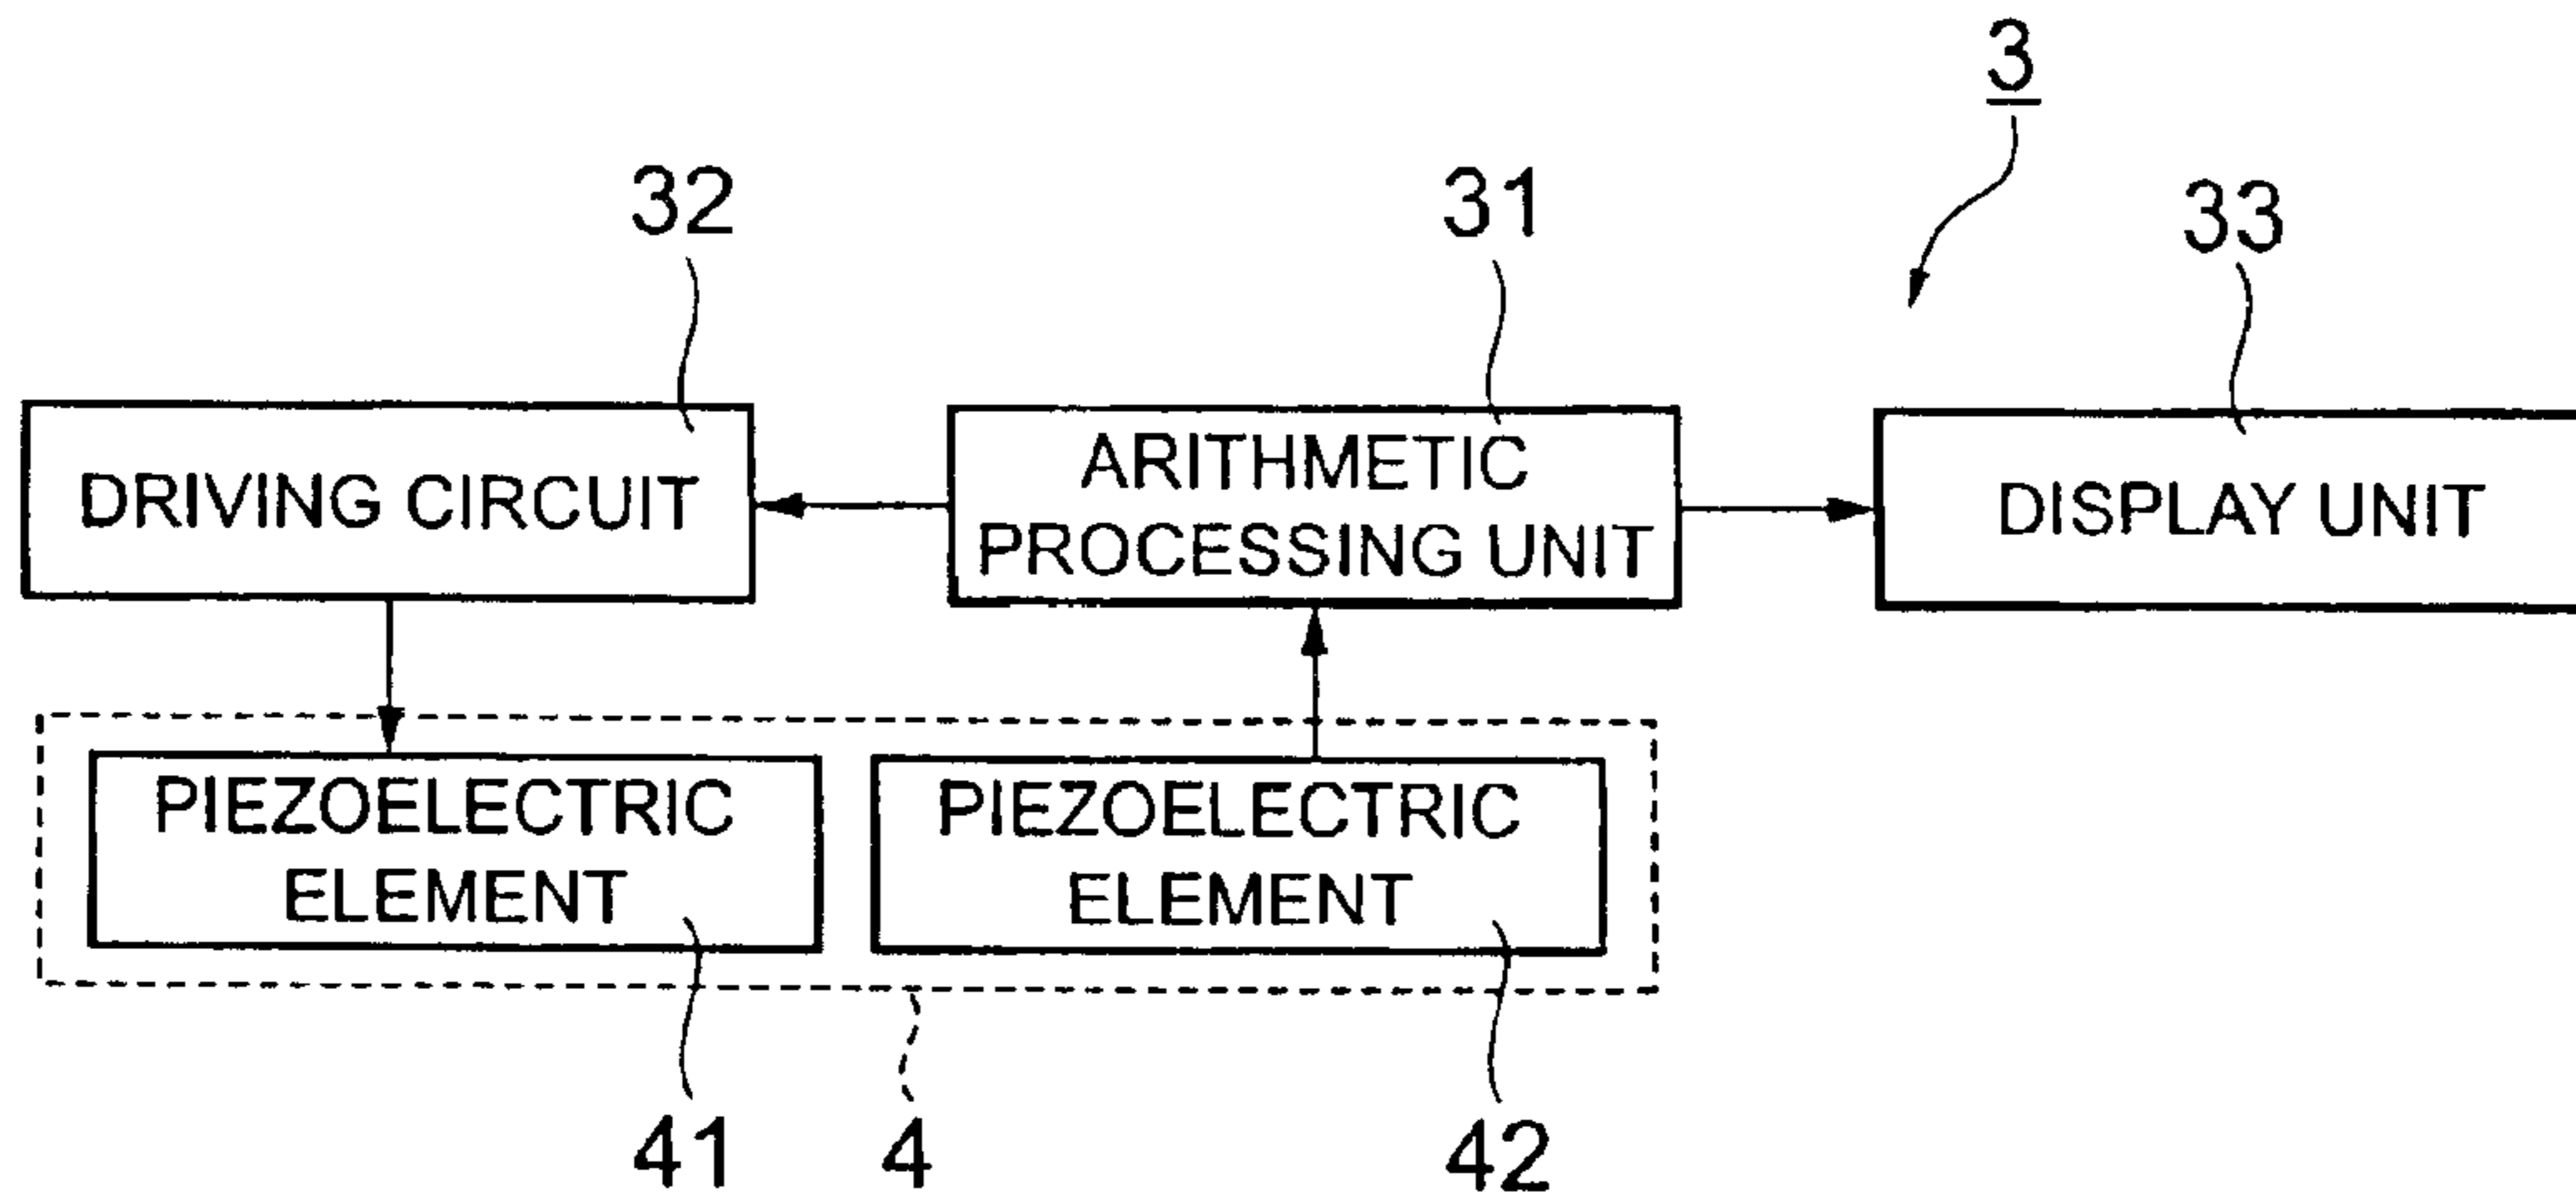 3
32
31
33
DRIVING CIRCUIT
ARITHMETIC
PROCESSING UNIT
DISPLAY UNIT
PIEZOELECTRIC
ELEMENT
PIEZOELECTRIC
ELEMENT
41
4
42